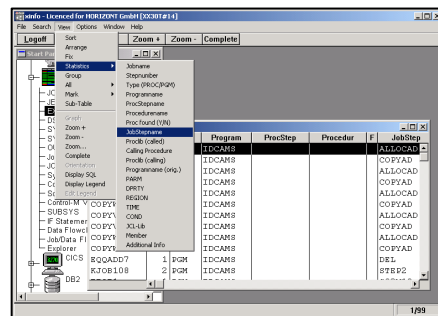 xinfo - Licenced for HORIZONT GmbH [XX30T#14]
File Search View Options Window Help
Logoff Zoom + Zoom - Complete
Start Pa
Sort
Arrange
Fix
Statistics
Group
All
Mark
Sub-Table
Graph
Zoom +
Zoom -
Zoom...
Complete
Orientation
Display SQL
Display Legend
Edit Legend
Jobname
Stepnumber
Type (PROC/PGM)
Programname
ProcStepname
Procedurename
Proc found (Y/N)
JobStepname
Proclib (called)
Calling Procedure
Proclib (calling)
Programname (orig.)
PARM
DPRTY
REGION
TIME
COND
JCL-Lib
Member
Additional Info
Program ProcStep Procedur F JobStep
IDCAMS ALLOCAD
IDCAMS COPYAD
IDCAMS ALLOCAD
IDCAMS COPYAD
IDCAMS ALLOCAD
IDCAMS COPYAD
IDCAMS ALLOCAD
IDCAMS COPYAD
IDCAMS COPYAD
EQQADD7 1 PGM IDCAMS DEL
KJOB108 2 PGM IDCAMS STEP2
Control-M V
SUBSYS
IF Statemer
Data Flowcl
Job/Data Fl
Explorer
CICS
DB2
1/99